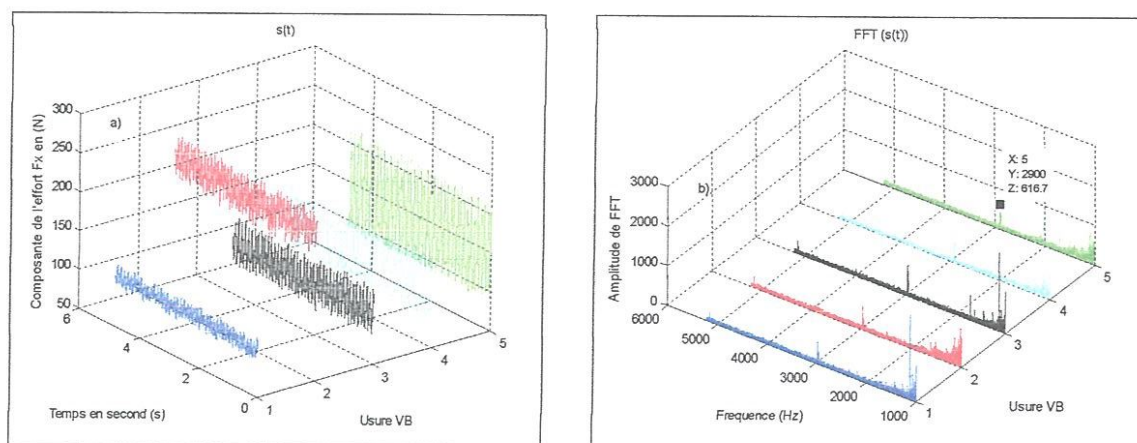 s(t)
a)
Composante de l'effort Fx en (N)
300
250
200
150
100
50
6
4
2
0
Temps en second (s)
1
2
3
4
5
Usure VB
FFT (s(t))
b)
Amplitude de FFT
3000
2000
1000
0
X: 5
Y: 2900
Z: 616.7
6000
5000
4000
3000
2000
1000
Frequence (Hz)
1
2
3
4
5
Usure VB